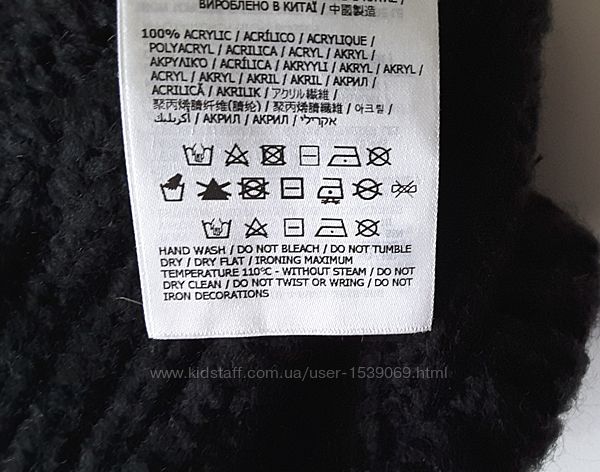 ВИРОБЛЕНО В КИТАЇ / 中國製造
100% ACRYLIC / ACRÍLICO / ACRYLIQUE /
POLYACRYL / ACRILICA / ACRYL / AKRYL /
ΑΚΡΥΛΙΚΟ / ACRÍLICA / AKRYYLI / AKRYL / AKRYL /
ACRYL / AKRYL / AKRIL / AKRIL / АКРИЛ /
ACRILICĂ / AKRILIK / アクリル繊維 /
聚丙烯腈纤维(腈纶) / 聚丙烯腈纖維 / 아크릴 /
אקרילי / АКРИЛ / АКРИЛ / أكريليك
HAND WASH / DO NOT BLEACH / DO NOT TUMBLE
DRY / DRY FLAT / IRONING MAXIMUM
TEMPERATURE 110°C - WITHOUT STEAM / DO NOT
DRY CLEAN / DO NOT TWIST OR WRING / DO NOT
IRON DECORATIONS
www.kidstaff.com.ua/user-1539069.html